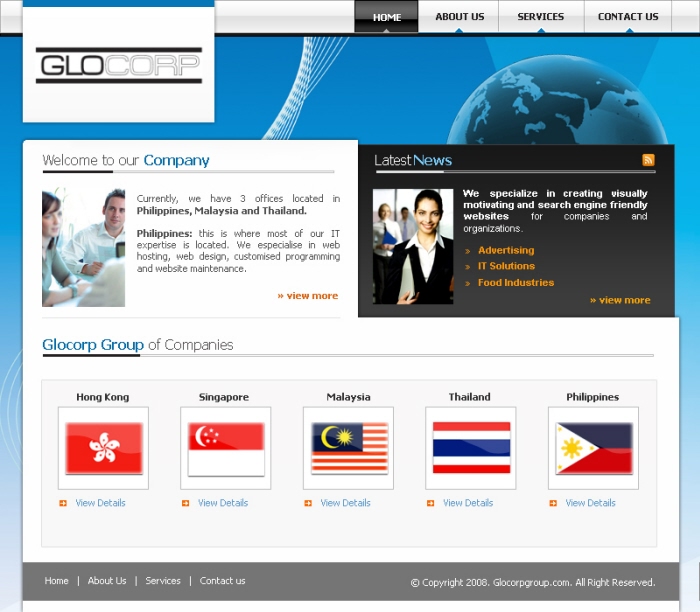 HOME ABOUT US SERVICES CONTACT US
GLOCORP
Welcome to our Company
Currently, we have 3 offices located in
Philippines, Malaysia and Thailand.
Philippines: this is where most of our IT
expertise is located. We especialise in web
hosting, web design, customised programming
and website maintenance.
» view more
Latest News
We specialize in creating visually
motivating and search engine friendly
websites for companies and
organizations.
» Advertising
» IT Solutions
» Food Industries
» view more
Glocorp Group of Companies
Hong Kong Singapore Malaysia Thailand Philippines
View Details View Details View Details View Details View Details
Home | About Us | Services | Contact us
© Copyright 2008. Glocorpgroup.com. All Right Reserved.